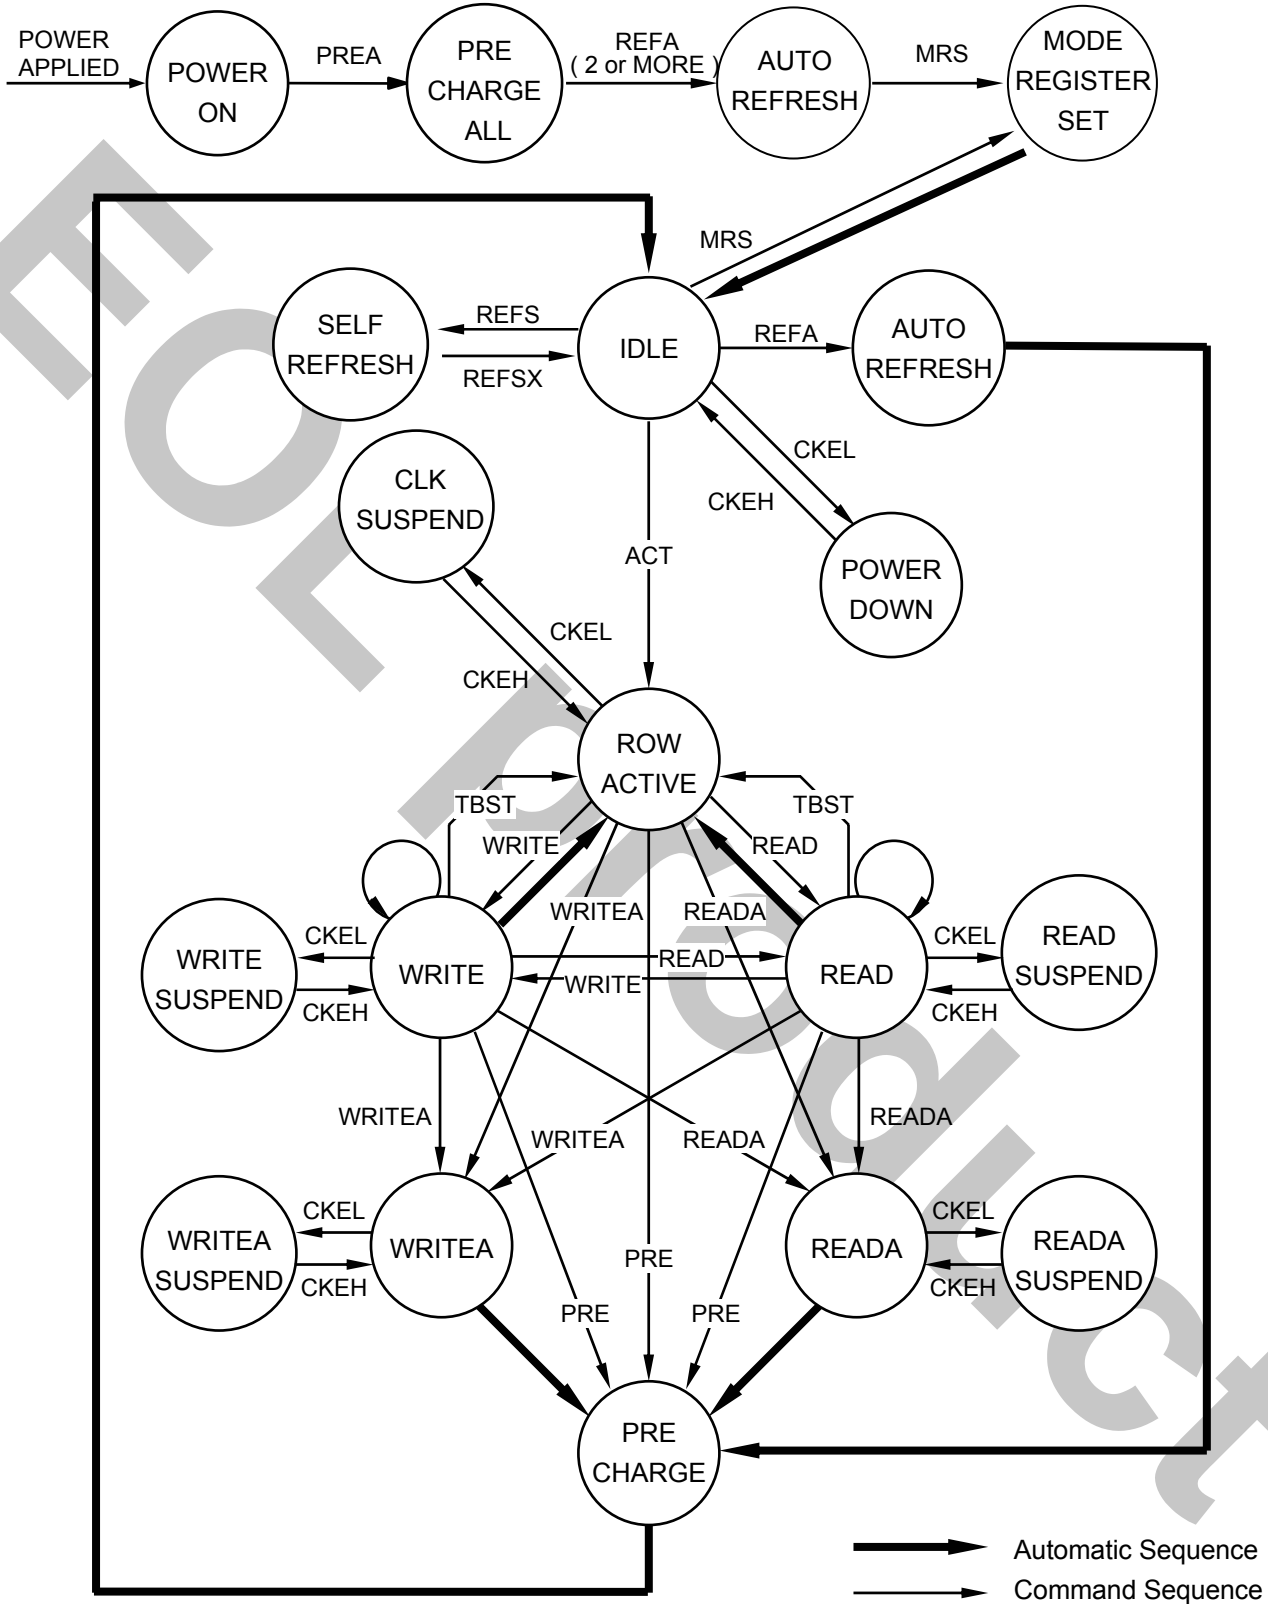 POWER
APPLIED
POWER
ON
PREA
PRE
CHARGE
ALL
REFA
( 2 or MORE )
AUTO
REFRESH
MRS
MODE
REGISTER
SET
MRS
SELF
REFRESH
REFS
REFSX
IDLE
REFA
AUTO
REFRESH
CKEL
CKEH
POWER
DOWN
CLK
SUSPEND
ACT
CKEL
CKEH
ROW
ACTIVE
TBST
TBST
WRITE
READ
WRITEA
READA
WRITE
SUSPEND
CKEL
CKEH
WRITE
READ
WRITE
READ
CKEL
CKEH
READ
SUSPEND
WRITEA
WRITEA
READA
READA
WRITEA
SUSPEND
CKEL
CKEH
WRITEA
PRE
READA
CKEL
CKEH
READA
SUSPEND
PRE
PRE
PRE
CHARGE
Automatic Sequence
Command Sequence
EOL product